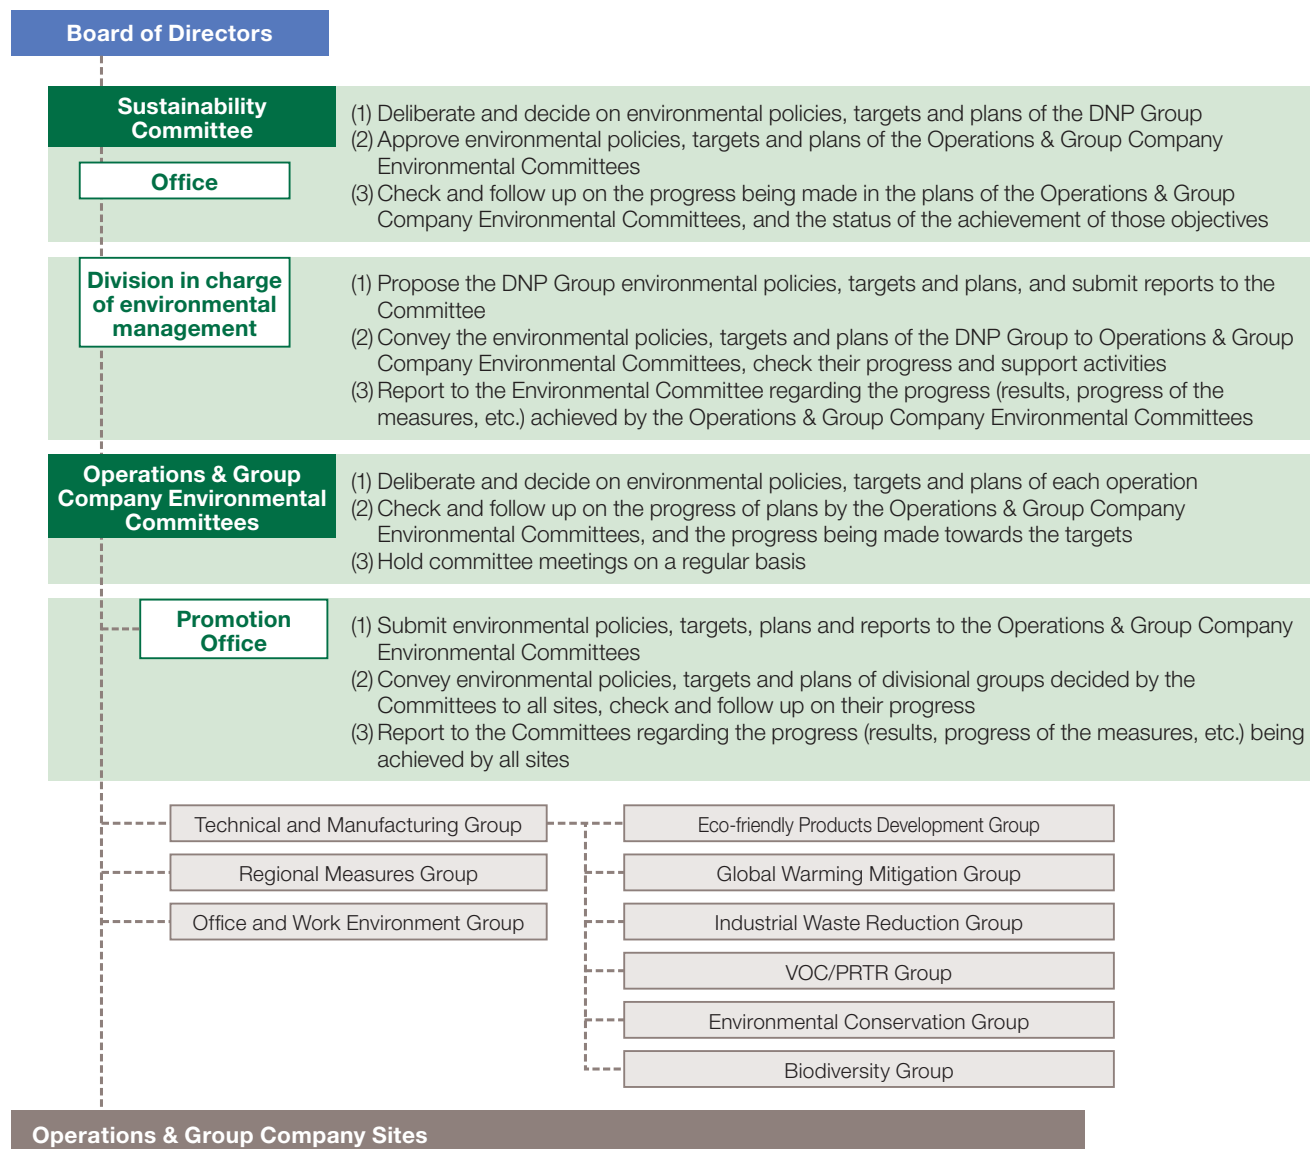 Board of Directors
Sustainability
Committee
Office
(1) Deliberate and decide on environmental policies, targets and plans of the DNP Group
(2) Approve environmental policies, targets and plans of the Operations & Group Company
Environmental Committees
(3) Check and follow up on the progress being made in the plans of the Operations & Group
Company Environmental Committees, and the status of the achievement of those objectives
Division in charge
of environmental
management
(1) Propose the DNP Group environmental policies, targets and plans, and submit reports to the
Committee
(2) Convey the environmental policies, targets and plans of the DNP Group to Operations & Group
Company Environmental Committees, check their progress and support activities
(3) Report to the Environmental Committee regarding the progress (results, progress of the
measures, etc.) achieved by the Operations & Group Company Environmental Committees
Operations & Group
Company Environmental
Committees
(1) Deliberate and decide on environmental policies, targets and plans of each operation
(2) Check and follow up on the progress of plans by the Operations & Group Company
Environmental Committees, and the progress being made towards the targets
(3) Hold committee meetings on a regular basis
Promotion
Office
(1) Submit environmental policies, targets, plans and reports to the Operations & Group Company
Environmental Committees
(2) Convey environmental policies, targets and plans of divisional groups decided by the
Committees to all sites, check and follow up on their progress
(3) Report to the Committees regarding the progress (results, progress of the measures, etc.) being
achieved by all sites
Technical and Manufacturing Group
Regional Measures Group
Office and Work Environment Group
Eco-friendly Products Development Group
Global Warming Mitigation Group
Industrial Waste Reduction Group
VOC/PRTR Group
Environmental Conservation Group
Biodiversity Group
Operations & Group Company Sites